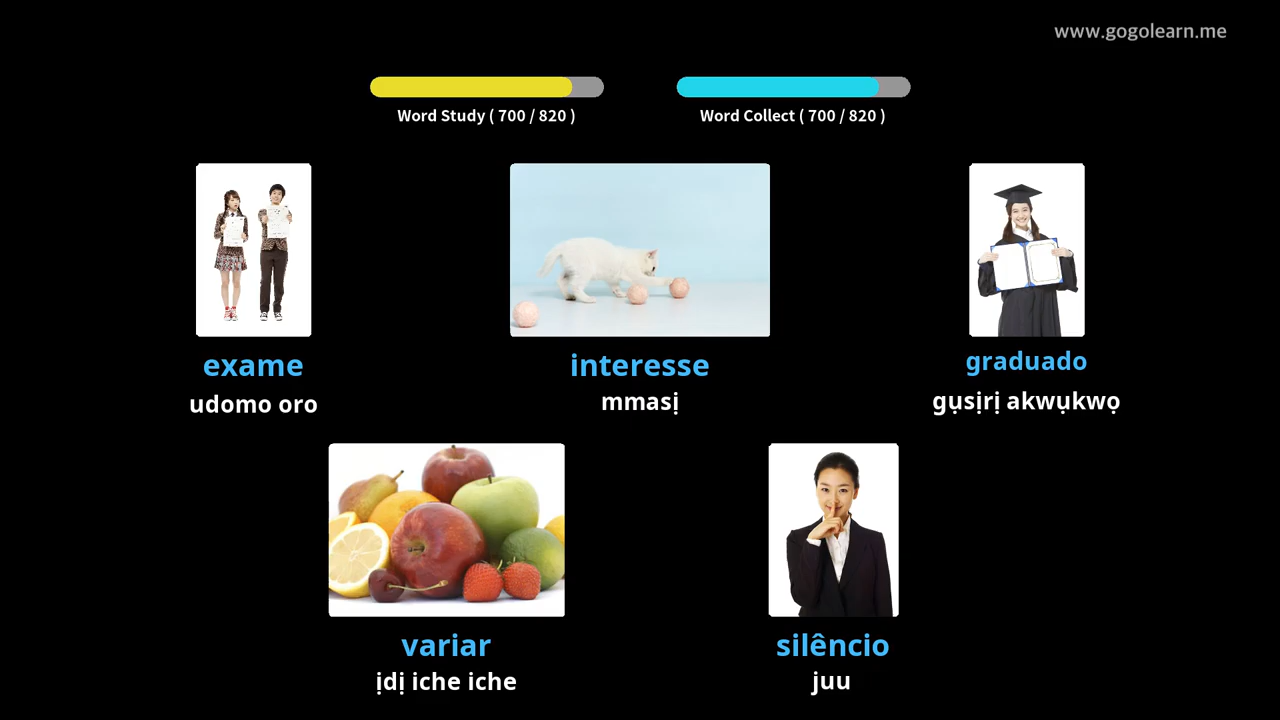 www.gogolearn.me
Word Study ( 700 / 820 )
Word Collect ( 700 / 820 )
exame
udomo oro
interesse
mmasị
graduado
gụsịrị akwụkwọ
variar
ịdị iche iche
silêncio
juu